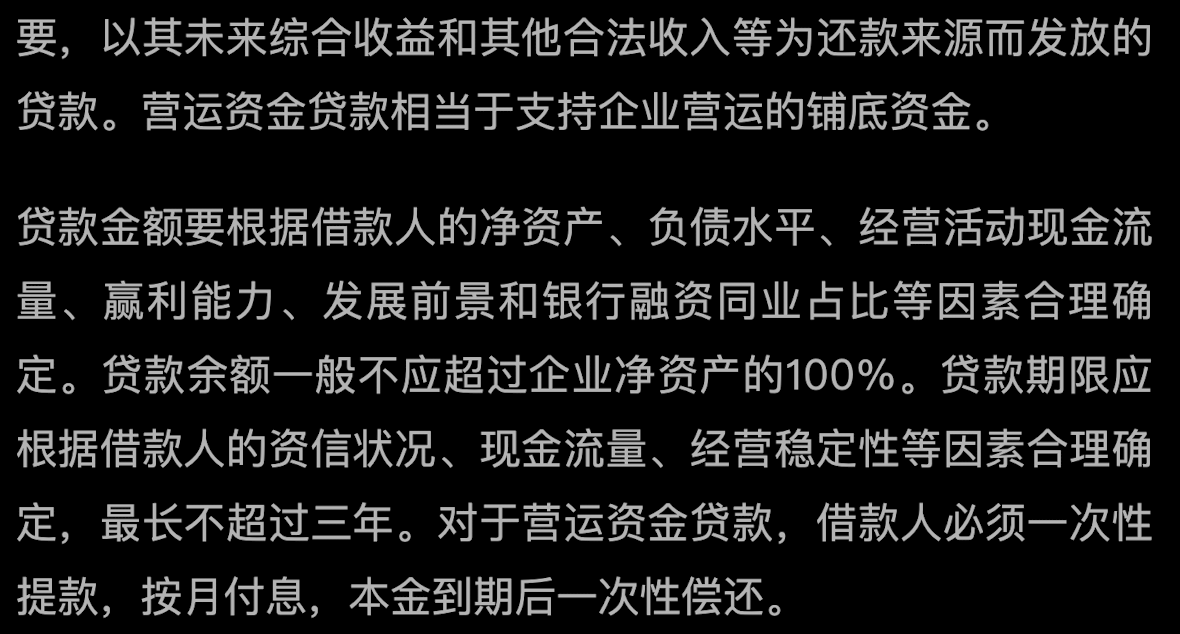 要，以其未来综合收益和其他合法收入等为还款来源而发放的
贷款。营运资金贷款相当于支持企业营运的铺底资金。
贷款金额要根据借款人的净资产、负债水平、经营活动现金流
量、赢利能力、发展前景和银行融资同业占比等因素合理确
定。贷款余额一般不应超过企业净资产的100%。贷款期限应
根据借款人的资信状况、现金流量、经营稳定性等因素合理确
定，最长不超过三年。对于营运资金贷款，借款人必须一次性
提款，按月付息，本金到期后一次性偿还。